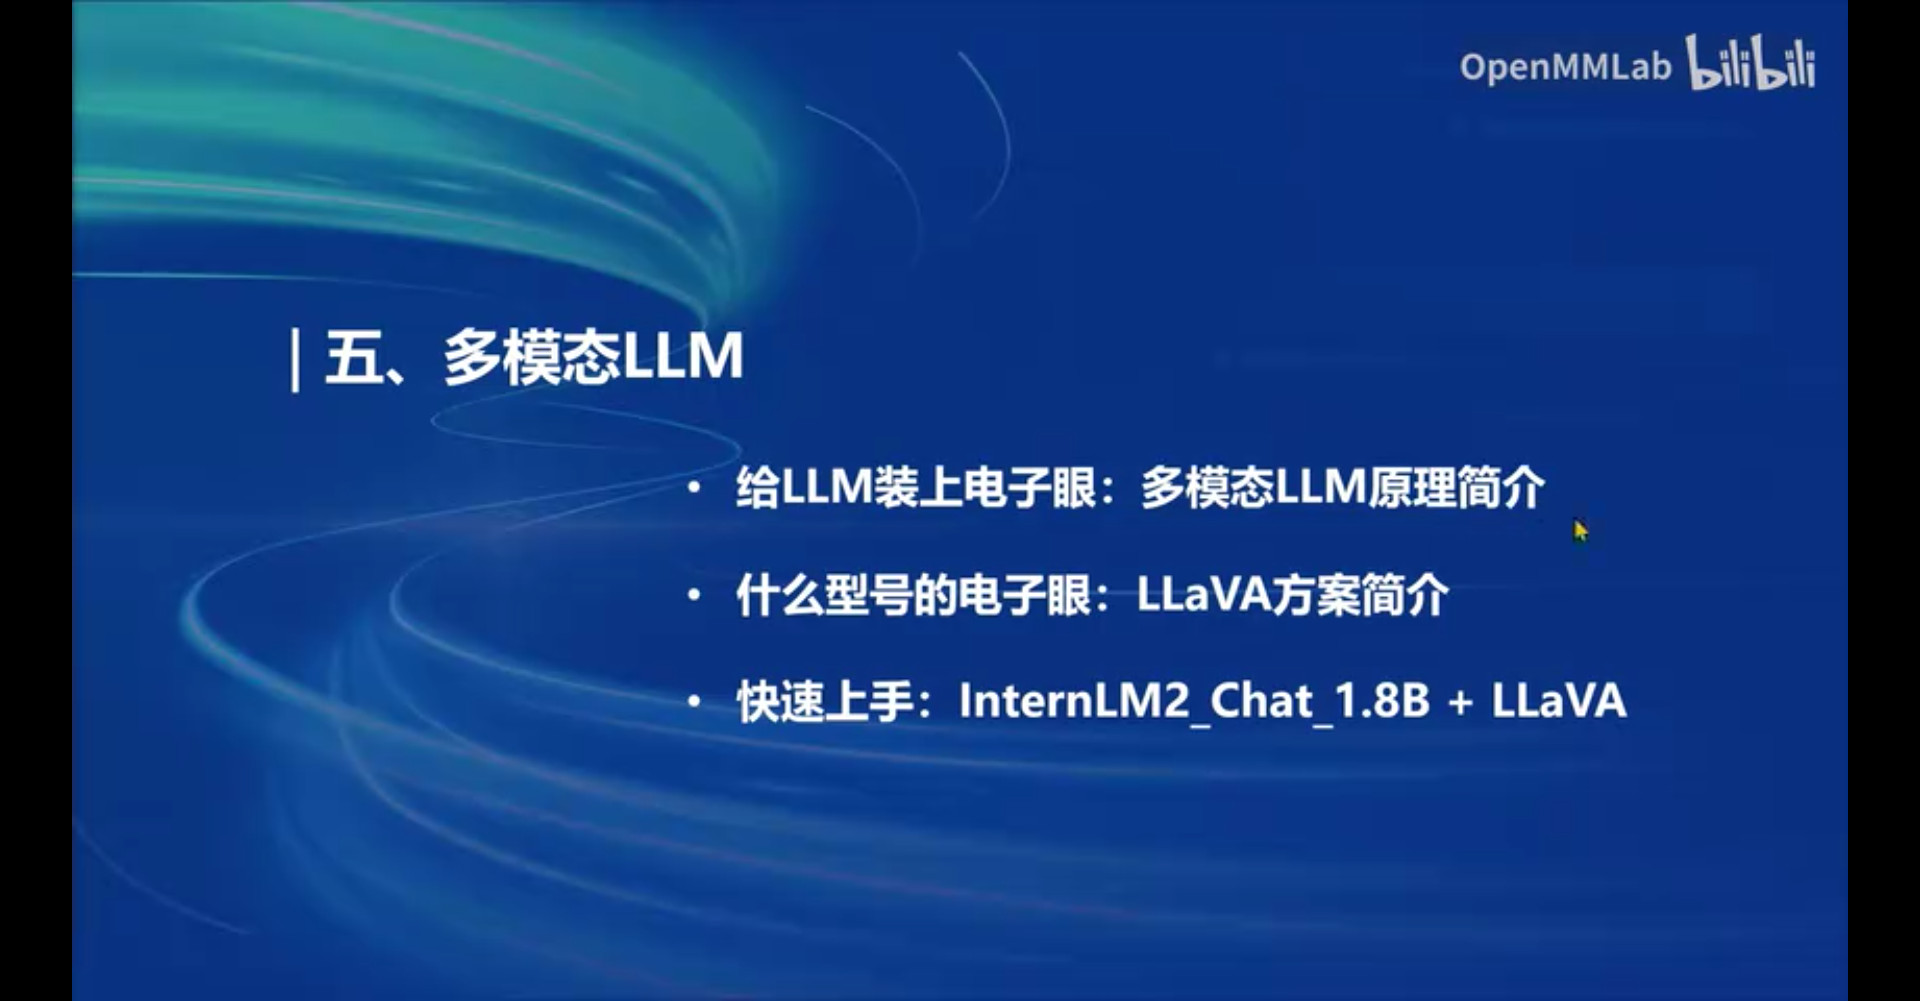 OpenMMLab bilibili
| 五、多模态LLM
• 给LLM装上电子眼：多模态LLM原理简介
• 什么型号的电子眼：LLaVA方案简介
• 快速上手：InternLM2_Chat_1.8B + LLaVA